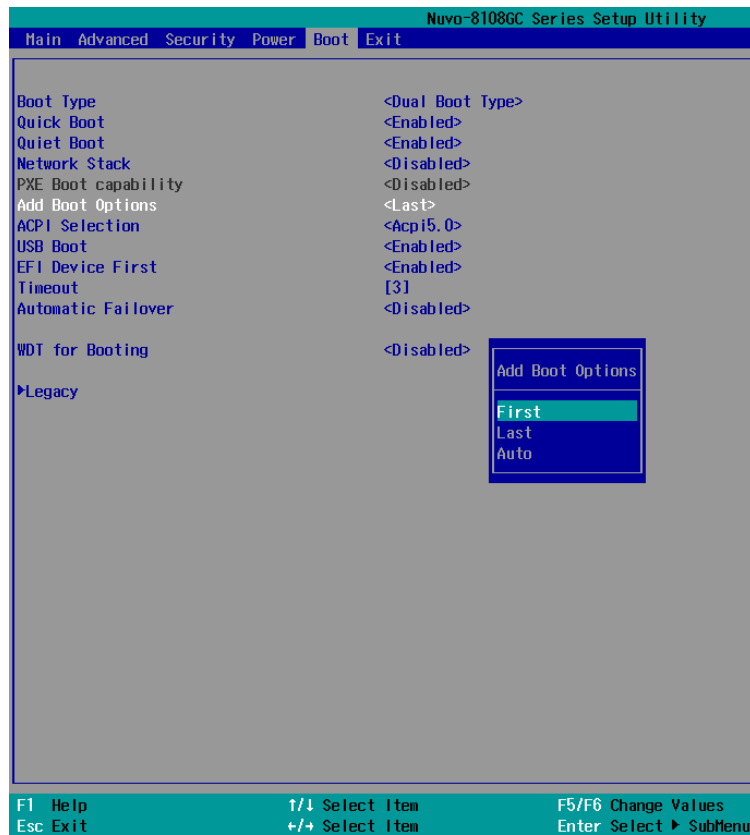 Nuvo-8108GC Series Setup Utility
Main Advanced Security Power Boot Exit
Boot Type <Dual Boot Type>
Quick Boot <Enabled>
Quiet Boot <Enabled>
Network Stack <Disabled>
PXE Boot capability <Disabled>
Add Boot Options <Last>
ACPI Selection <Acpi5.0>
USB Boot <Enabled>
EFI Device First <Enabled>
Timeout [3]
Automatic Failover <Disabled>
WDT for Booting <Disabled>
▶Legacy
Add Boot Options
First
Last
Auto
F1 Help ↑/↓ Select Item F5/F6 Change Values
Esc Exit ←/→ Select Item Enter Select ▶ SubMenu